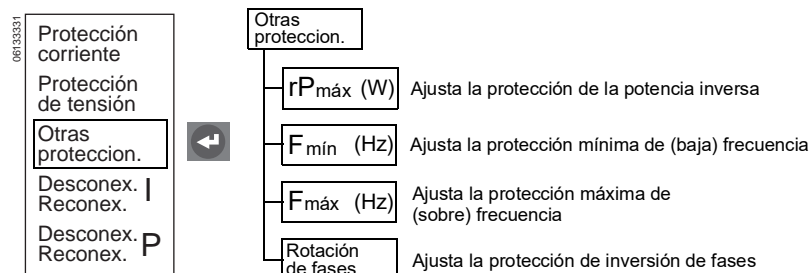 06133331
Protección
corriente
Protección
de tensión
Otras
proteccion.
Desconex. I
Reconex.
Desconex. P
Reconex.
Otras
proteccion.
rPmáx (W) Ajusta la protección de la potencia inversa
Fmín (Hz) Ajusta la protección mínima de (baja) frecuencia
Fmáx (Hz) Ajusta la protección máxima de
(sobre) frecuencia
Rotación
de fases Ajusta la protección de inversión de fases